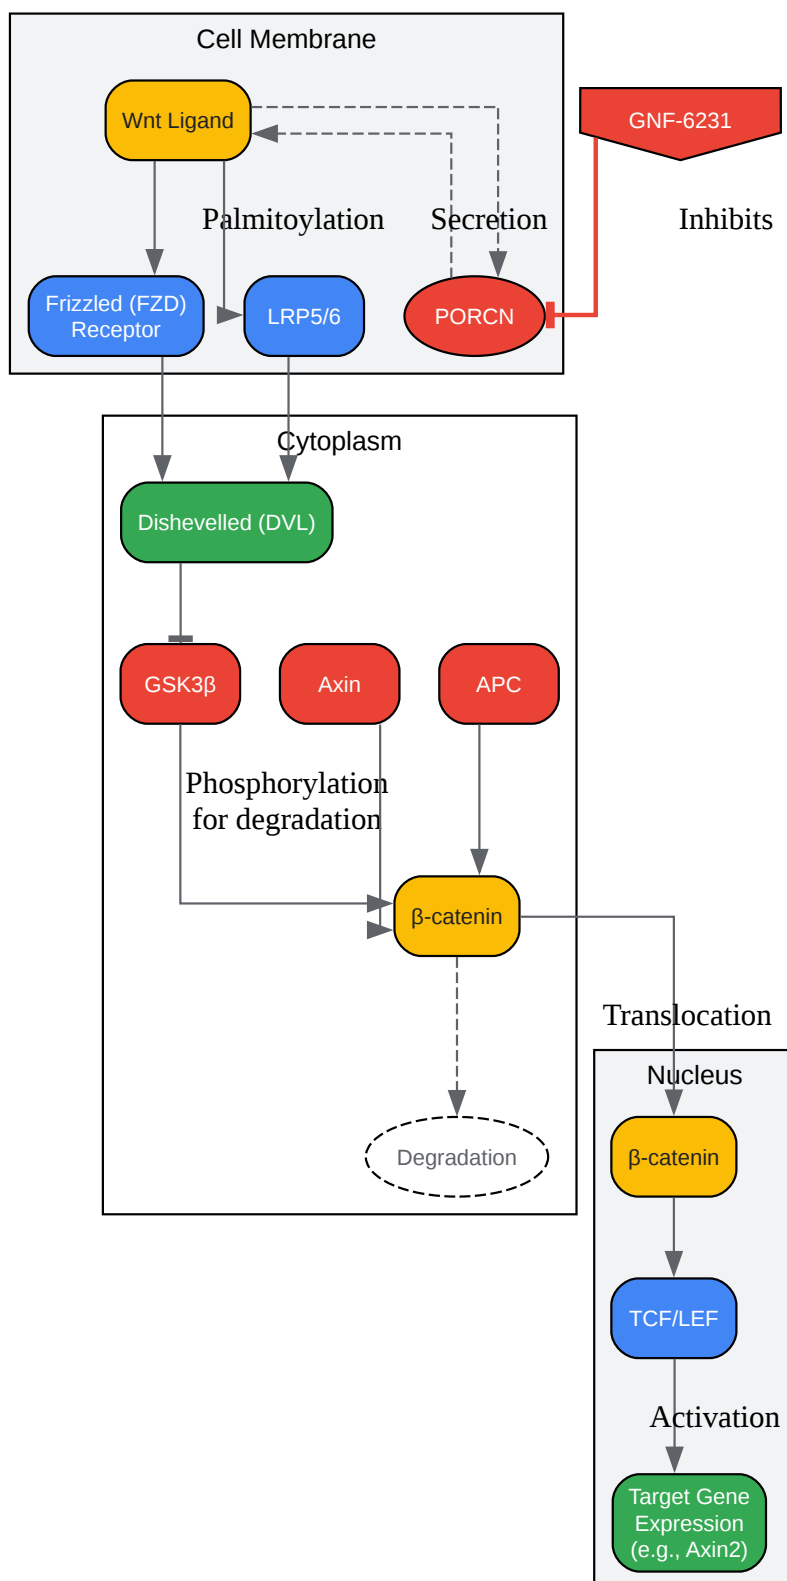 Cell Membrane
Wnt Ligand
GNF-6231
Palmitoylation
Secretion
Inhibits
Frizzled (FZD)
Receptor
LRP5/6
PORCN
Cytoplasm
Dishevelled (DVL)
GSK3β
Axin
APC
Phosphorylation
for degradation
β-catenin
Translocation
Nucleus
Degradation
β-catenin
TCF/LEF
Activation
Target Gene
Expression
(e.g., Axin2)